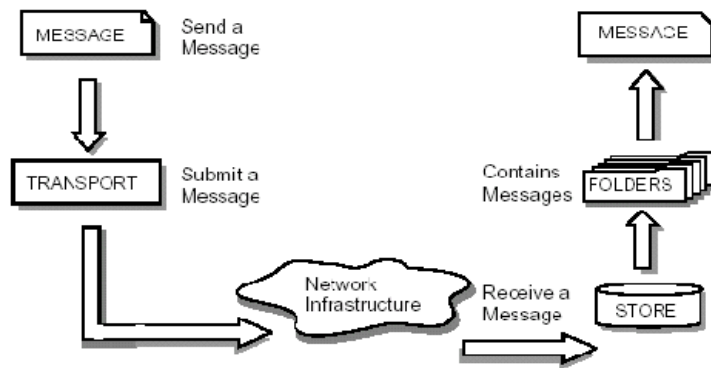 MESSAGE
Send a
Message
TRANSPORT
Submit a
Message
Network
Infrastructure
Receive a
Message
STORE
Contains
Messages
FOLDERS
MESSAGE